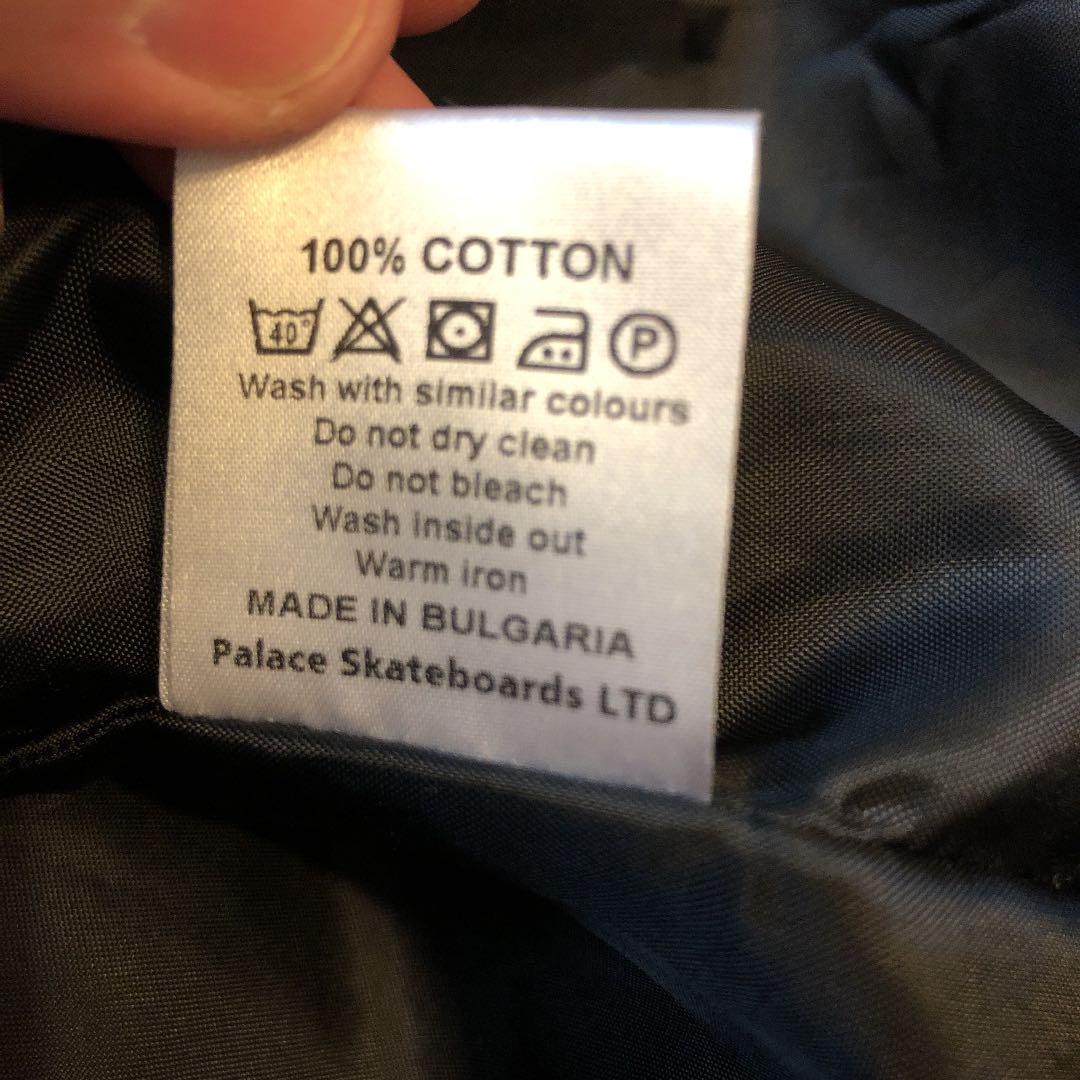 100% COTTON
40° P
Wash with similar colours
Do not dry clean
Do not bleach
Wash inside out
Warm iron
MADE IN BULGARIA
Palace Skateboards LTD